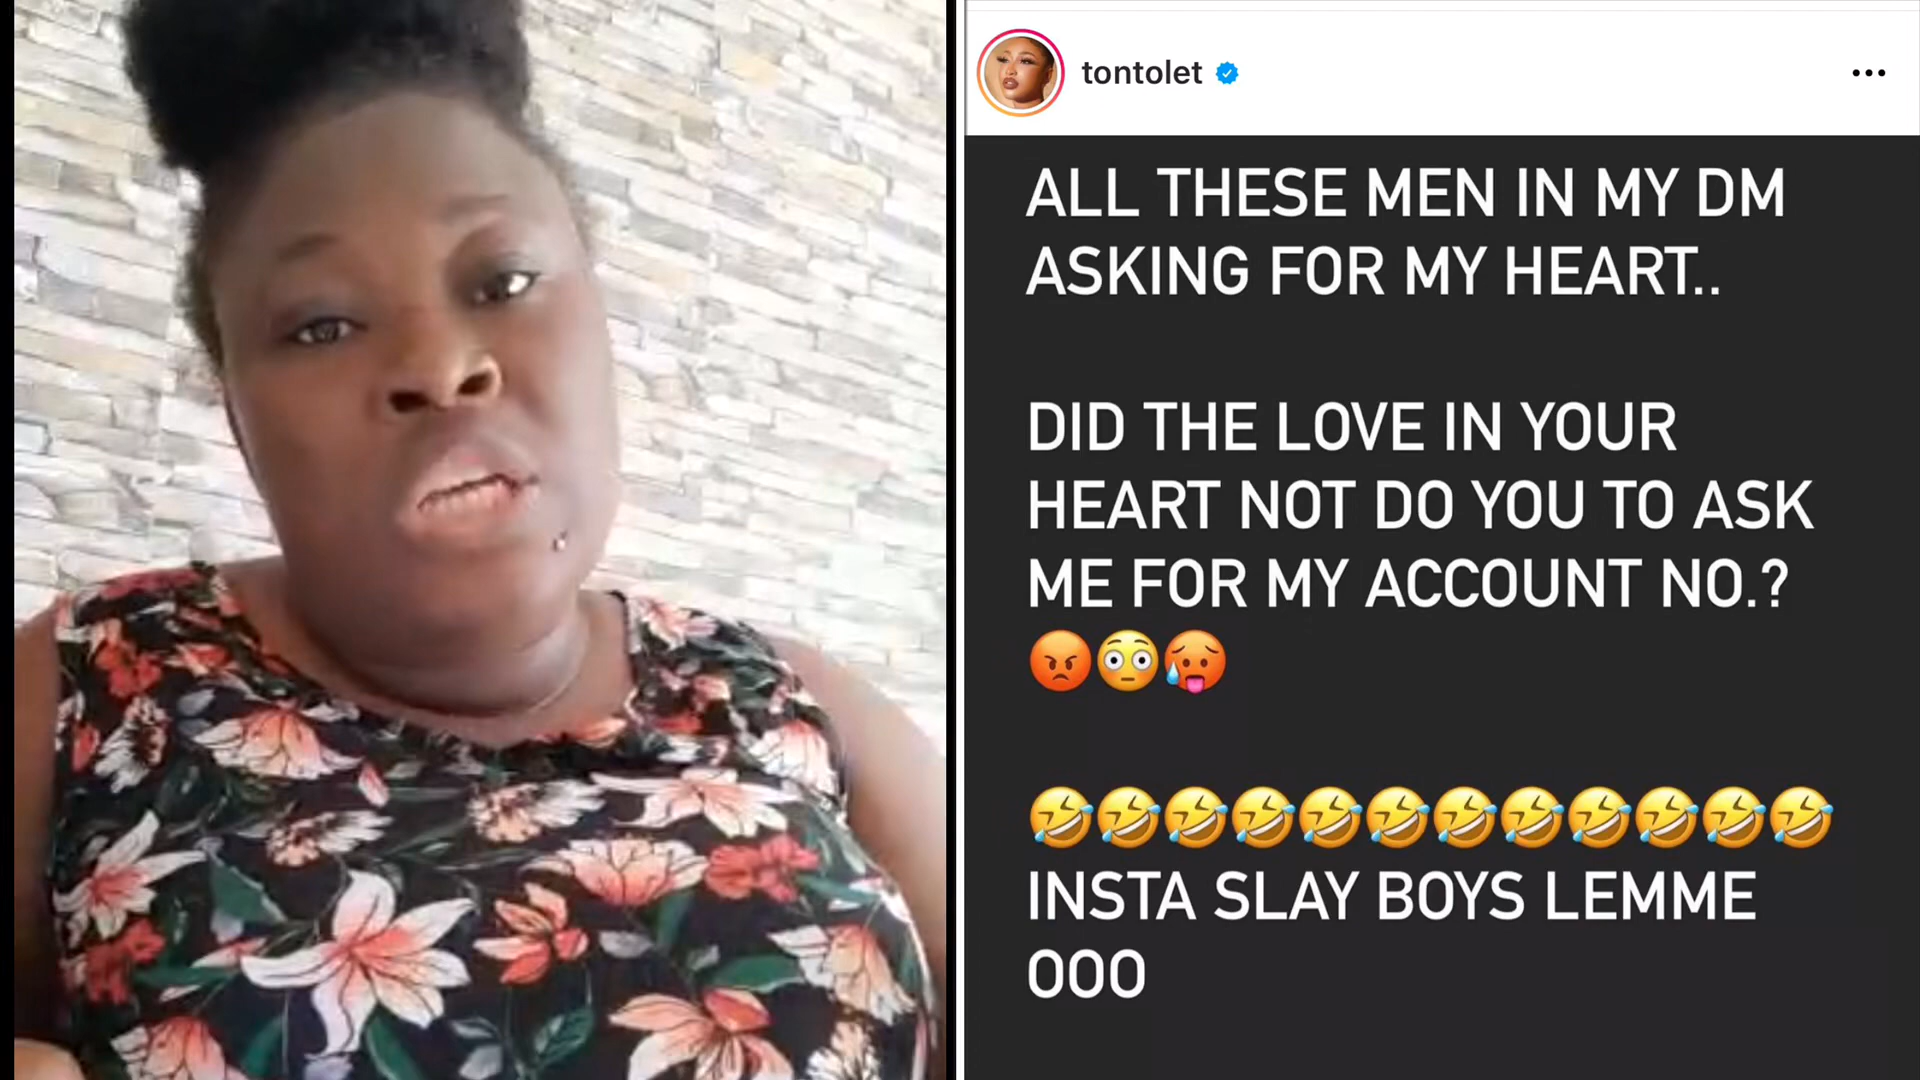 tontolet
ALL THESE MEN IN MY DM
ASKING FOR MY HEART..
DID THE LOVE IN YOUR
HEART NOT DO YOU TO ASK
ME FOR MY ACCOUNT NO.?
😡😳🥵
🤣🤣🤣🤣🤣🤣🤣🤣🤣🤣🤣🤣
INSTA SLAY BOYS LEMME
OOO